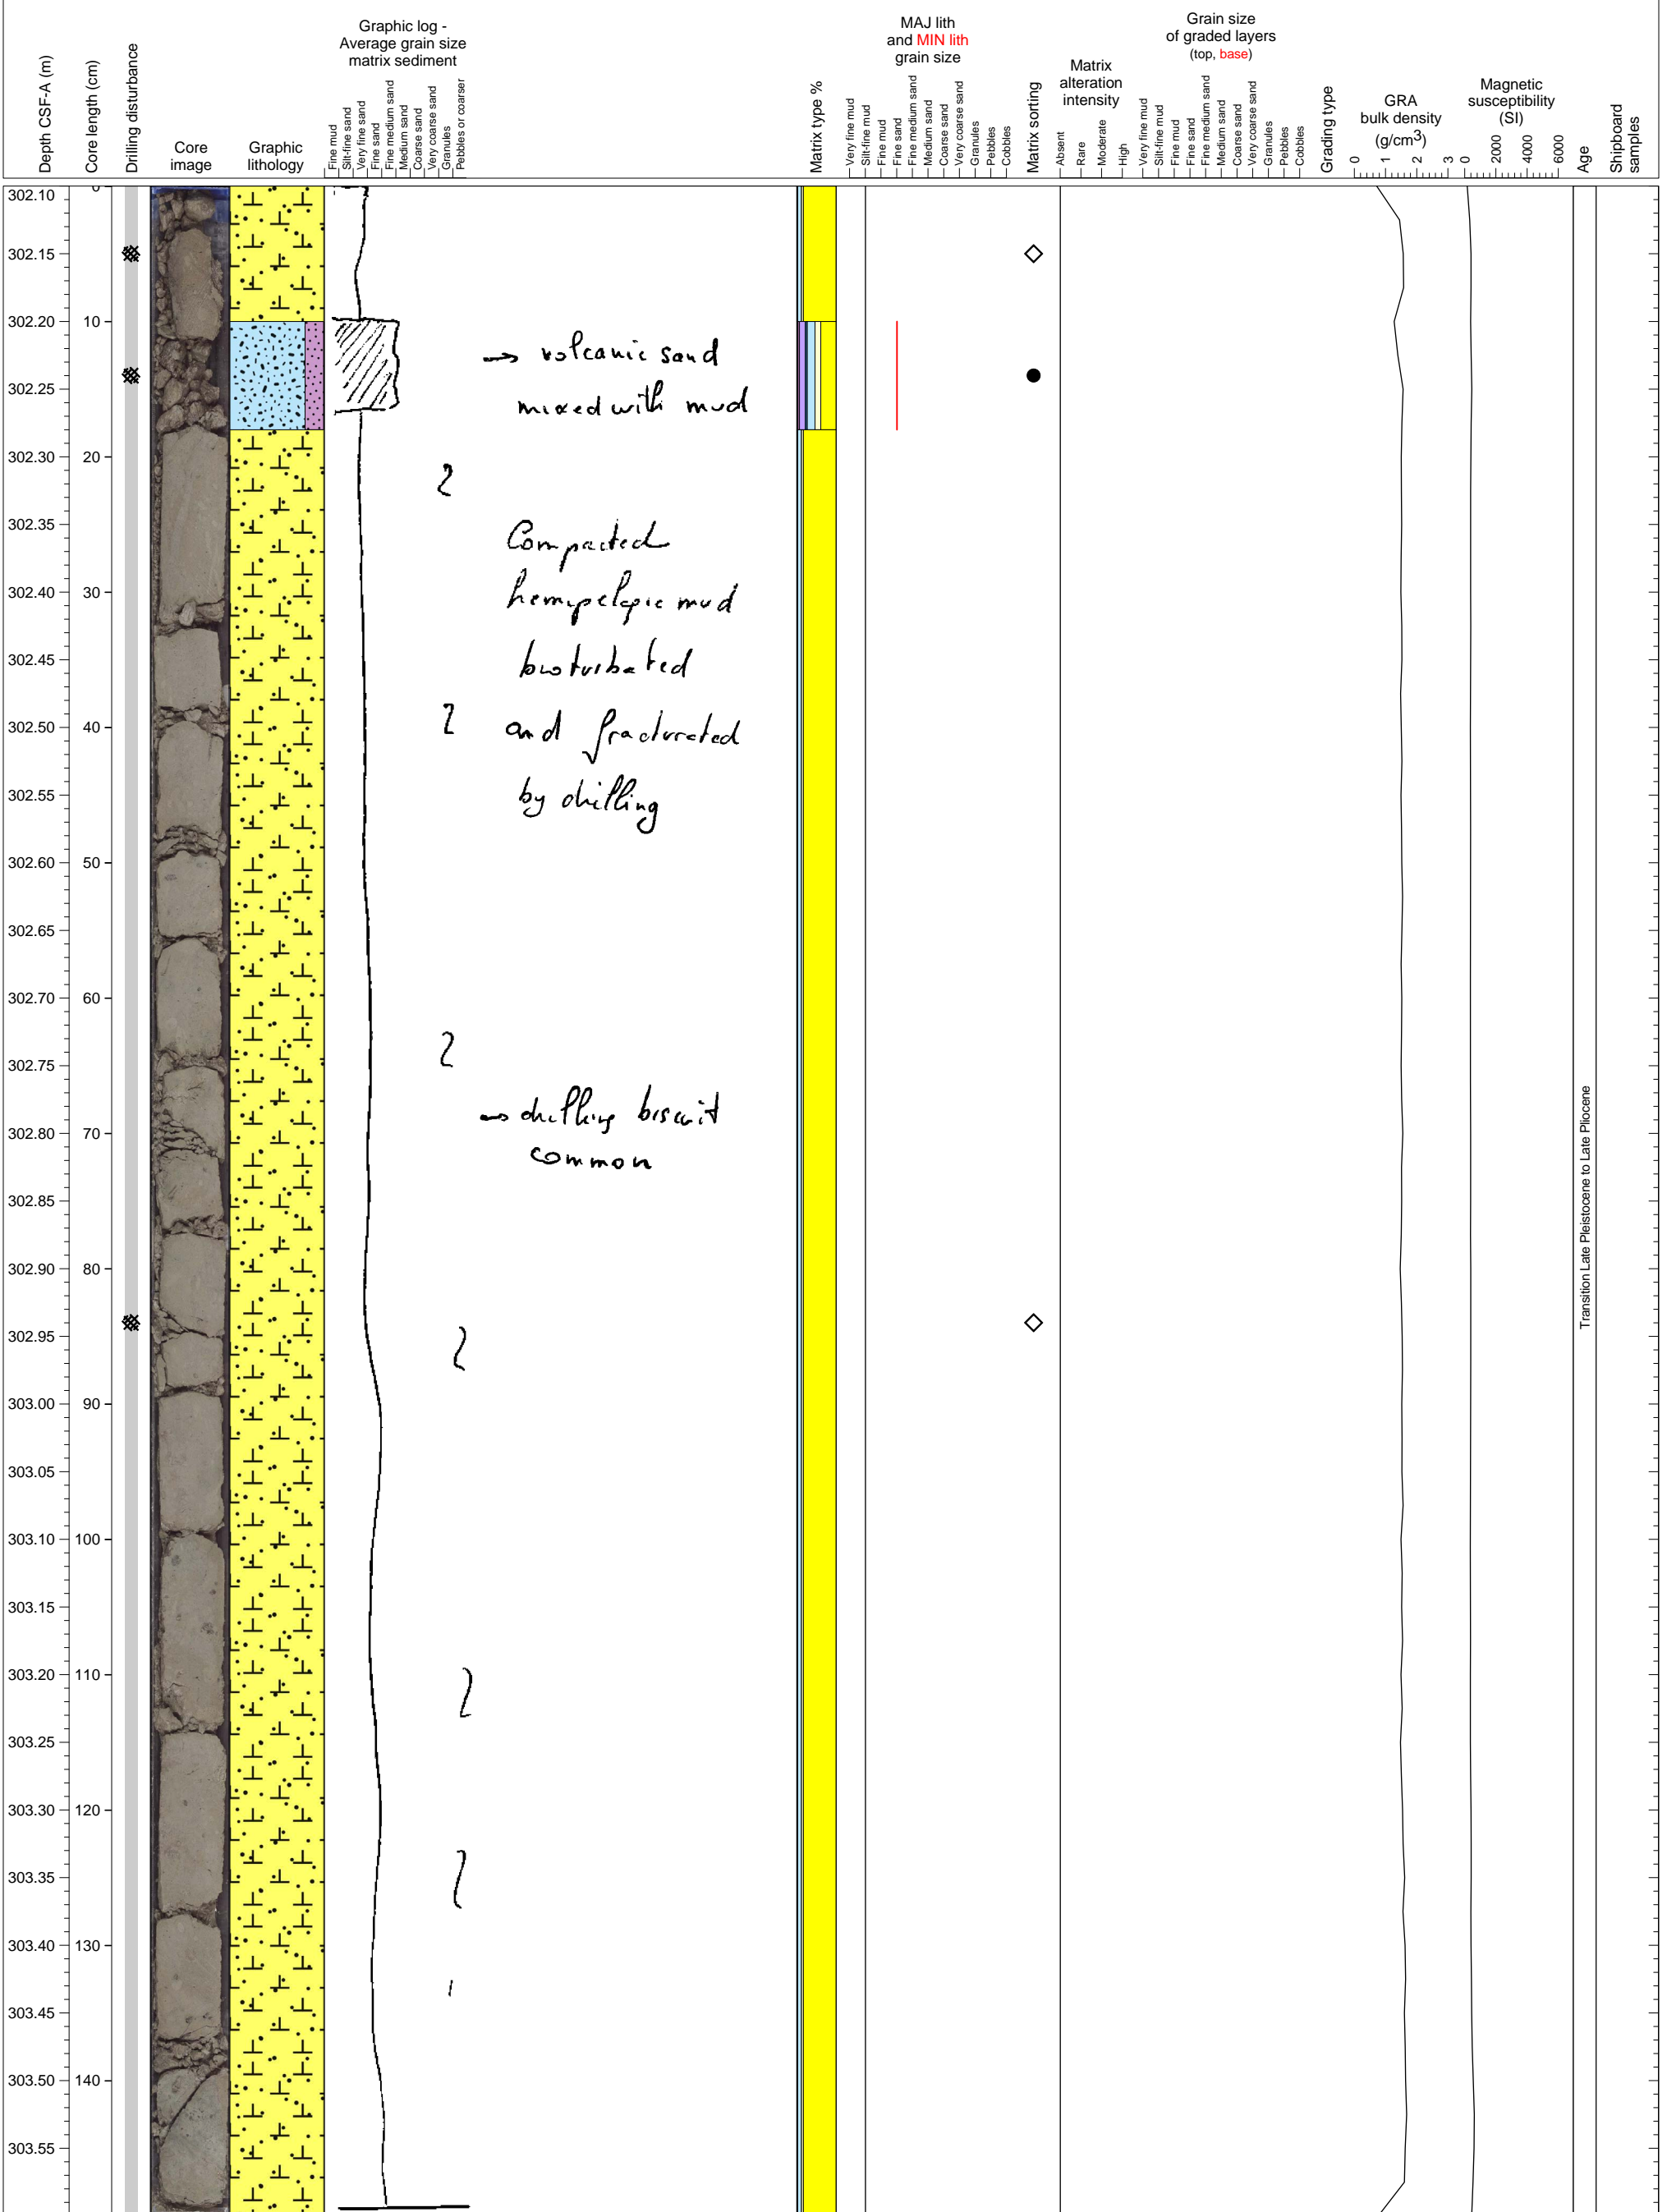 Graphic log -
Average grain size
matrix sediment
MAJ lith
and MIN lith
grain size
Grain size
of graded layers
(top, base)
Matrix
alteration
intensity
Magnetic
susceptibility
(SI)
GRA
bulk density
(g/cm3)
Depth CSF-A (m)
Core length (cm)
Drilling disturbance
Core
image
Graphic
lithology
Fine mud
Silt-fine sand
Very fine sand
Fine sand
Fine medium sand
Medium sand
Coarse sand
Very coarse sand
Granules
Pebbles or coarser
Matrix type %
Very fine mud
Silt-fine mud
Fine mud
Fine sand
Fine medium sand
Medium sand
Coarse sand
Very coarse sand
Granules
Pebbles
Cobbles
Matrix sorting
Absent
Rare
Moderate
High
Very fine mud
Silt-fine mud
Fine mud
Fine sand
Fine medium sand
Medium sand
Coarse sand
Very coarse sand
Granules
Pebbles
Cobbles
Grading type
0 1 2 3
0 2000 4000 6000
Age
Shipboard
samples
302.10 0
302.15
302.20 10
302.25
302.30 20
302.35
302.40 30
302.45
302.50 40
302.55
302.60 50
302.65
302.70 60
302.75
302.80 70
302.85
302.90 80
302.95
303.00 90
303.05
303.10 100
303.15
303.20 110
303.25
303.30 120
303.35
303.40 130
303.45
303.50 140
303.55
→ volcanic sand
mixed with mud
Compacted
hemipelagic mud
bioturbated
and fracturated
by drilling
→ drilling biscuit
common
Transition Late Pleistocene to Late Pliocene